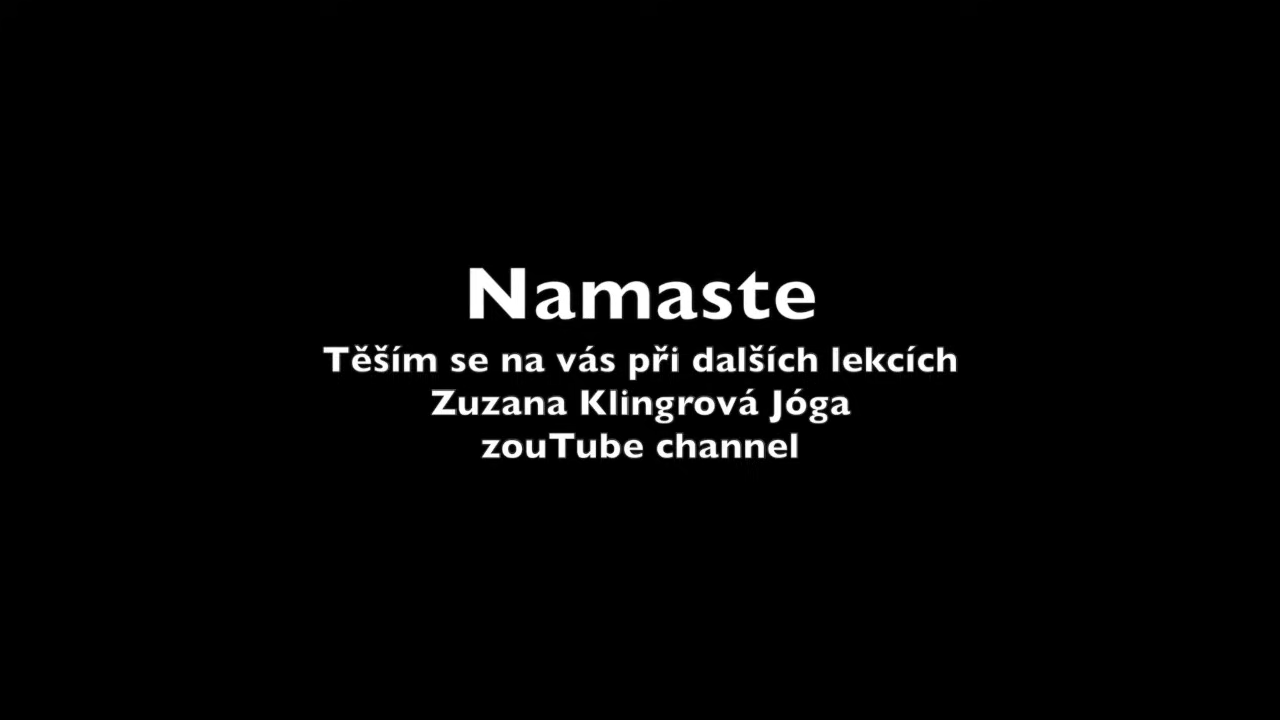 Namaste
Těším se na vás při dalších lekcích
Zuzana Klingrová Jóga
zouTube channel